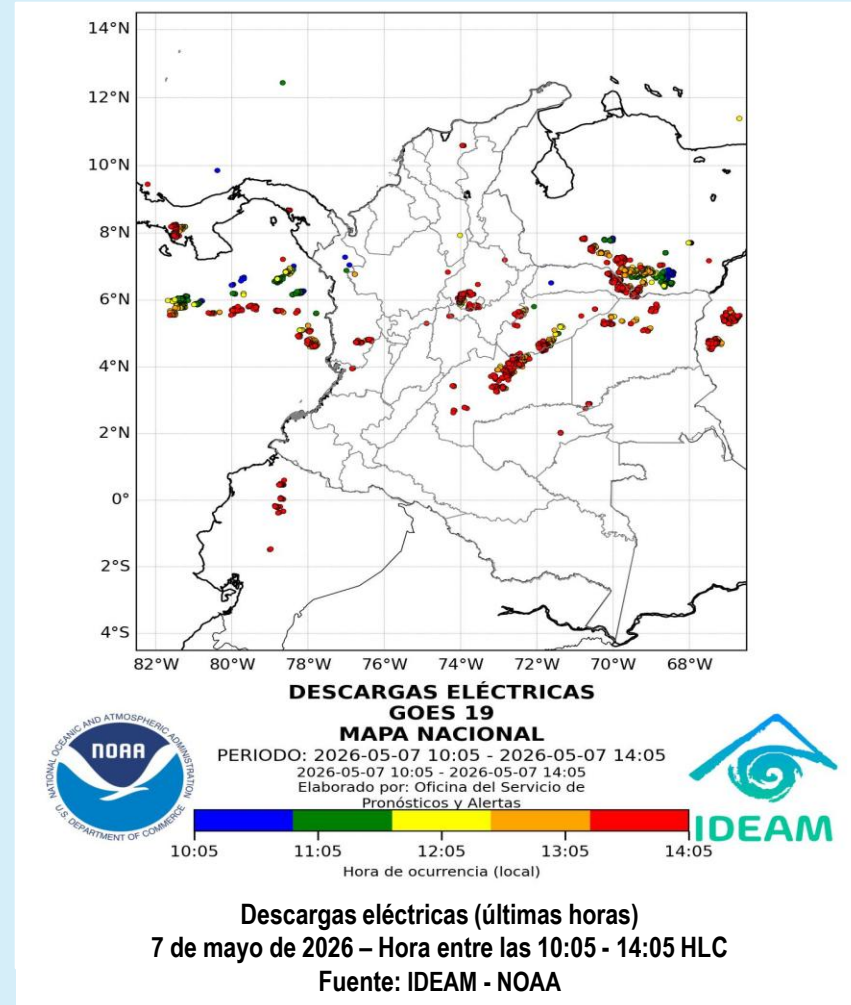 14°N
12°N
10°N
8°N
6°N
4°N
2°N
0°
2°S
4°S
82°W 80°W 78°W 76°W 74°W 72°W 70°W 68°W
DESCARGAS ELÉCTRICAS
GOES 19
MAPA NACIONAL
PERIODO: 2026-05-07 10:05 - 2026-05-07 14:05
2026-05-07 10:05 - 2026-05-07 14:05
Elaborado por: Oficina del Servicio de
Pronósticos y Alertas
NATIONAL OCEANIC AND ATMOSPHERIC ADMINISTRATION
NOAA
U.S. DEPARTMENT OF COMMERCE
IDEAM
10:05 11:05 12:05 13:05 14:05
Hora de ocurrencia (local)
Descargas eléctricas (últimas horas)
7 de mayo de 2026 – Hora entre las 10:05 - 14:05 HLC
Fuente: IDEAM - NOAA